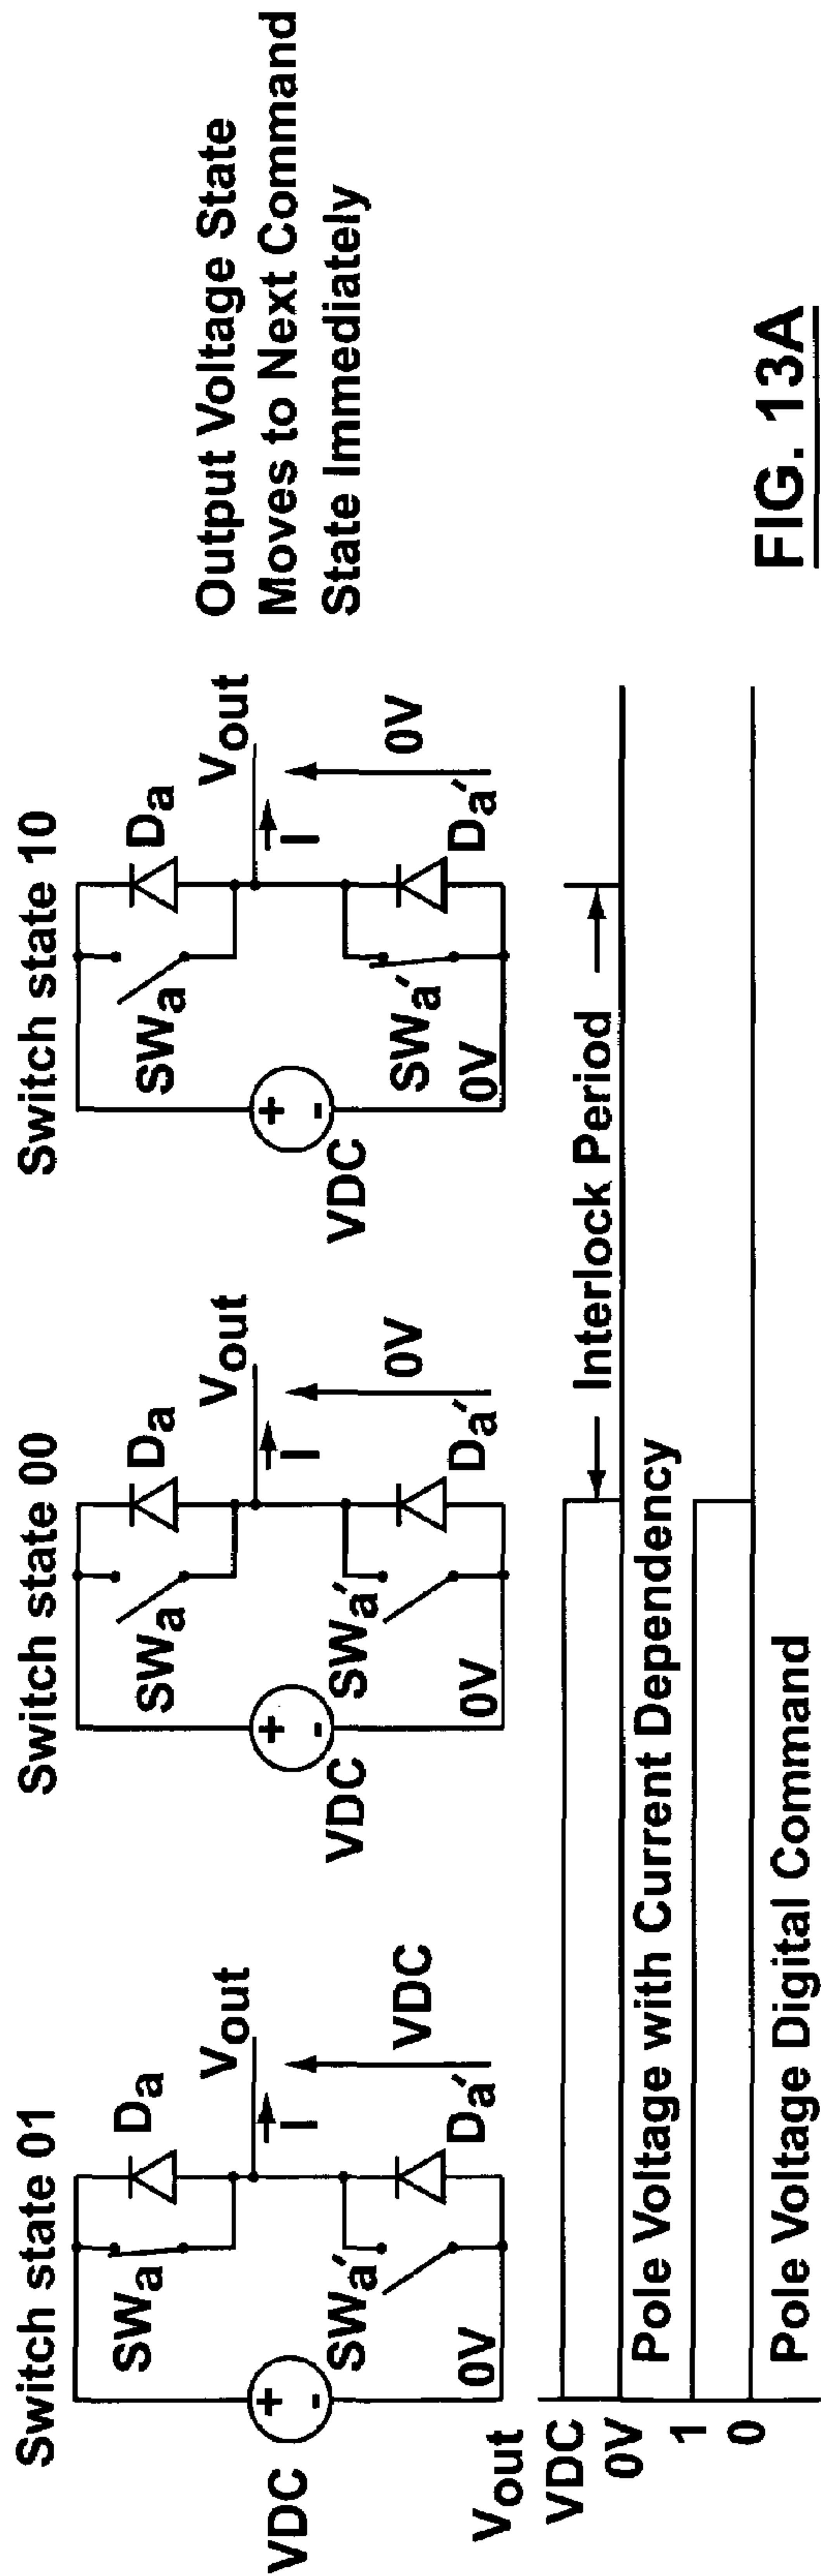 Switch state 01
SWa
Da
Vout
I
VDC
VDC
SWa'
Da'
0V
Switch state 00
SWa
Da
Vout
I
0V
VDC
SWa'
Da'
0V
Switch state 10
SWa
Da
Vout
I
0V
VDC
SWa'
Da'
0V
Output Voltage State
Moves to Next Command
State Immediately
Vout
VDC
Interlock Period
0V
Pole Voltage with Current Dependency
1
0
Pole Voltage Digital Command
FIG. 13A